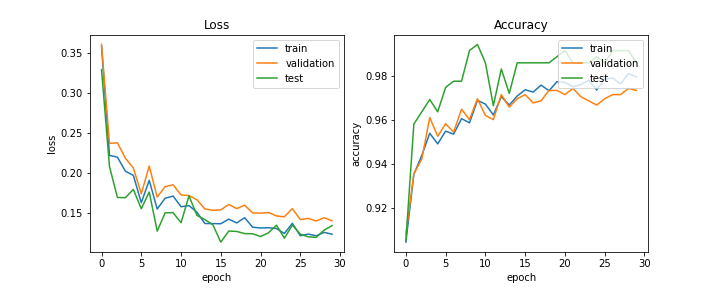 Loss
train
validation
test
0.35
0.30
0.25
0.20
0.15
loss
0
5
10
15
20
25
30
epoch
Accuracy
train
validation
test
0.98
0.96
0.94
0.92
accuracy
0
5
10
15
20
25
30
epoch